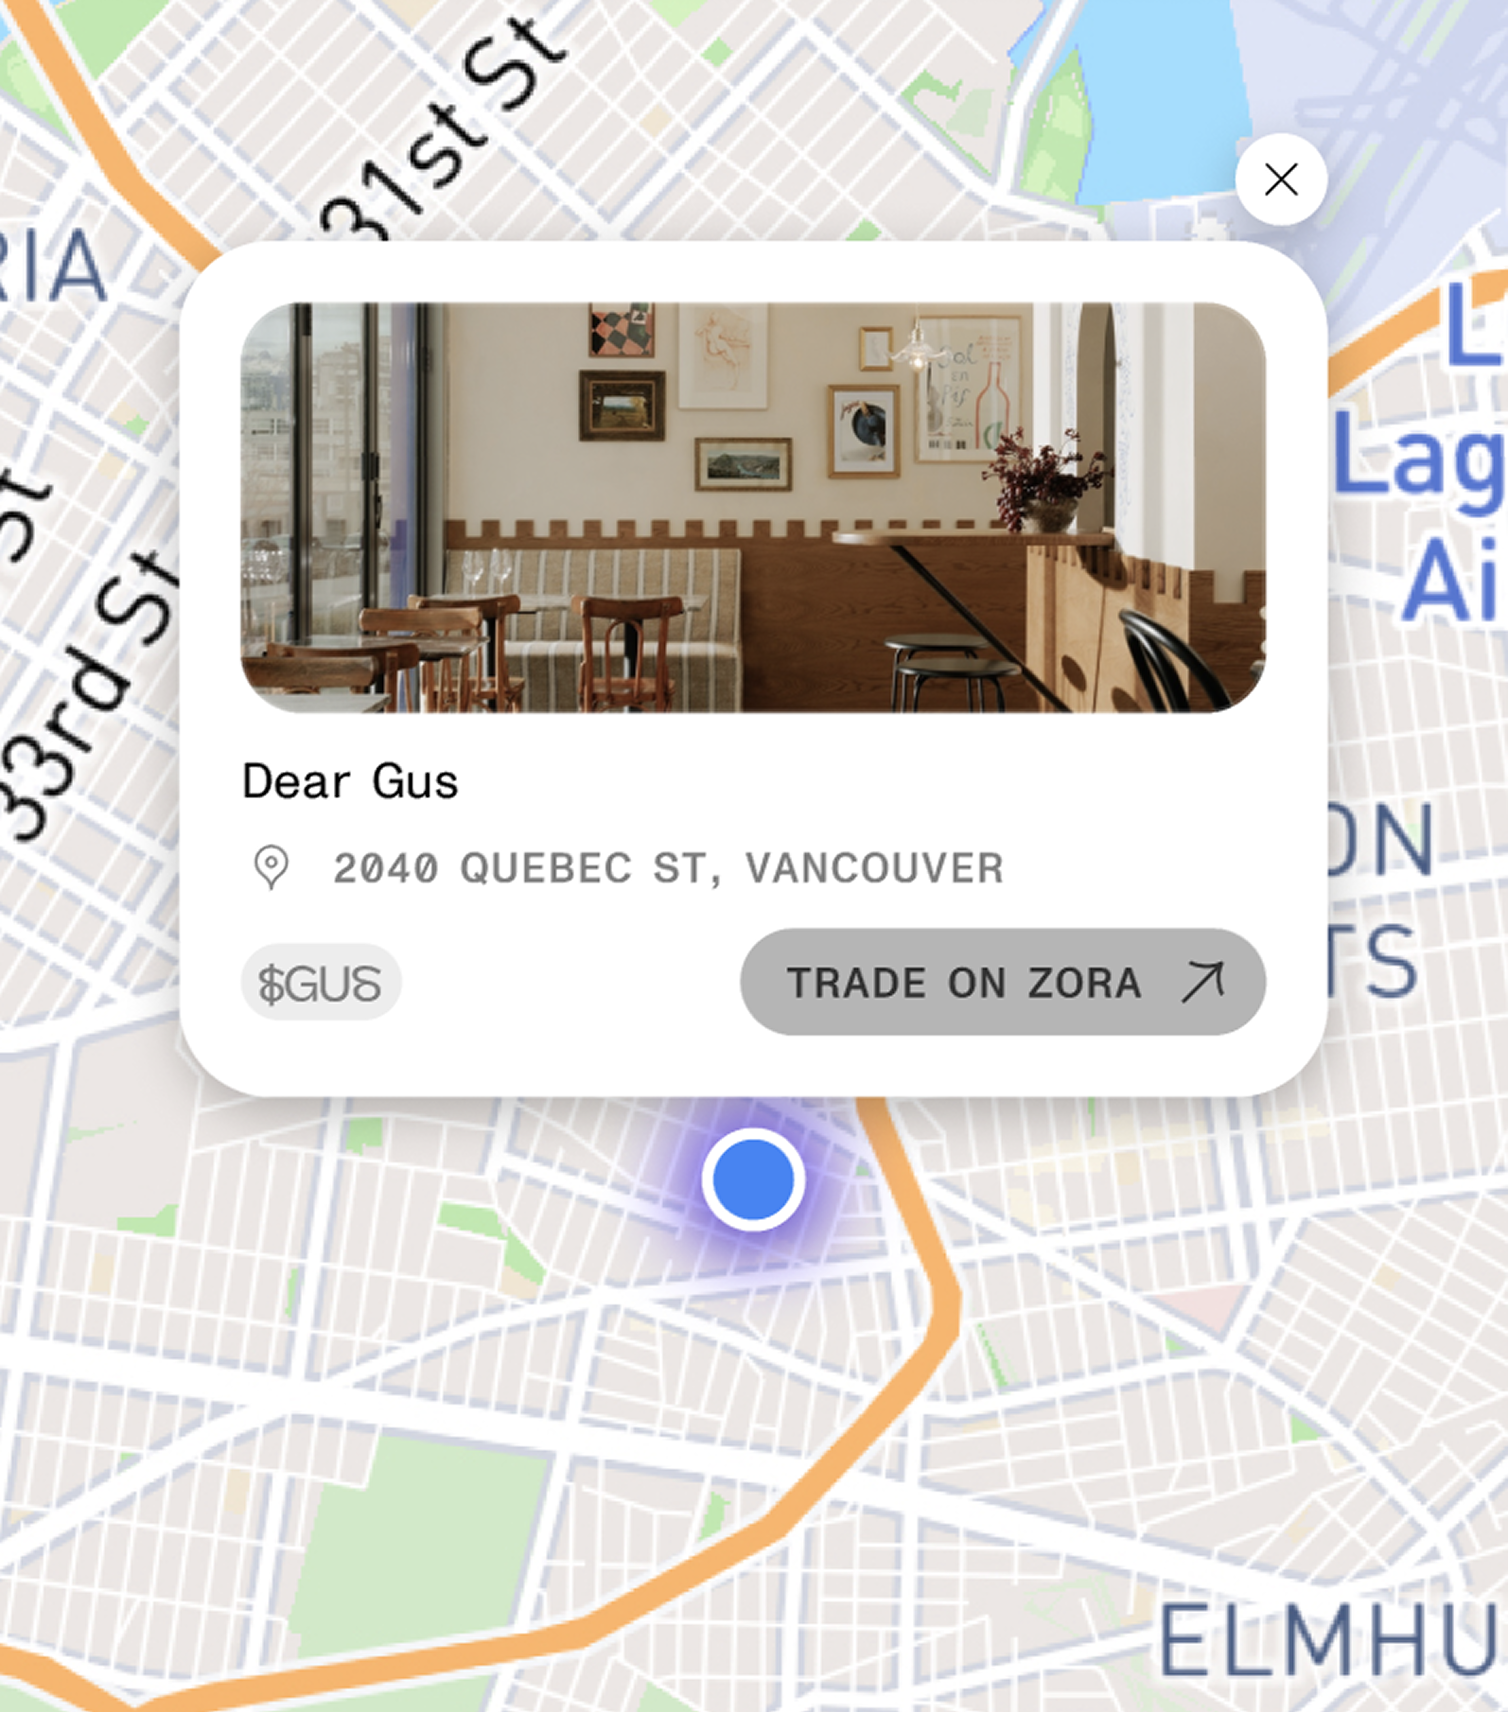 31st St
RIA
L
Lag
Ai
St
33rd St
Dear Gus
2040 QUEBEC ST, VANCOUVER
ON
TS
$GUS
TRADE ON ZORA
ELMHU